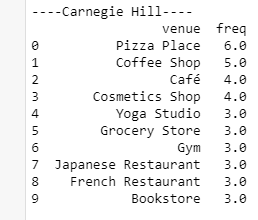 ----Carnegie Hill----
venue freq
0 Pizza Place 6.0
1 Coffee Shop 5.0
2 Café 4.0
3 Cosmetics Shop 4.0
4 Yoga Studio 3.0
5 Grocery Store 3.0
6 Gym 3.0
7 Japanese Restaurant 3.0
8 French Restaurant 3.0
9 Bookstore 3.0